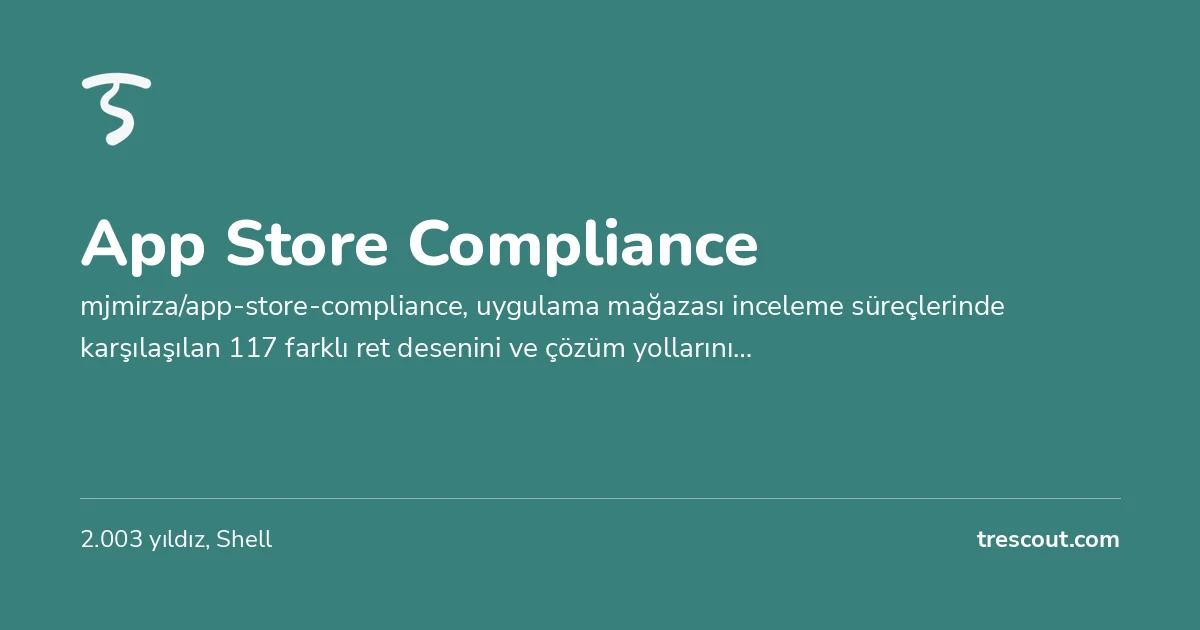 App Store Compliance
mjmirza/app-store-compliance, uygulama mağazası inceleme süreçlerinde
karşılaşılan 117 farklı ret desenini ve çözüm yollarını...
2.003 yıldız, Shell
trescout.com